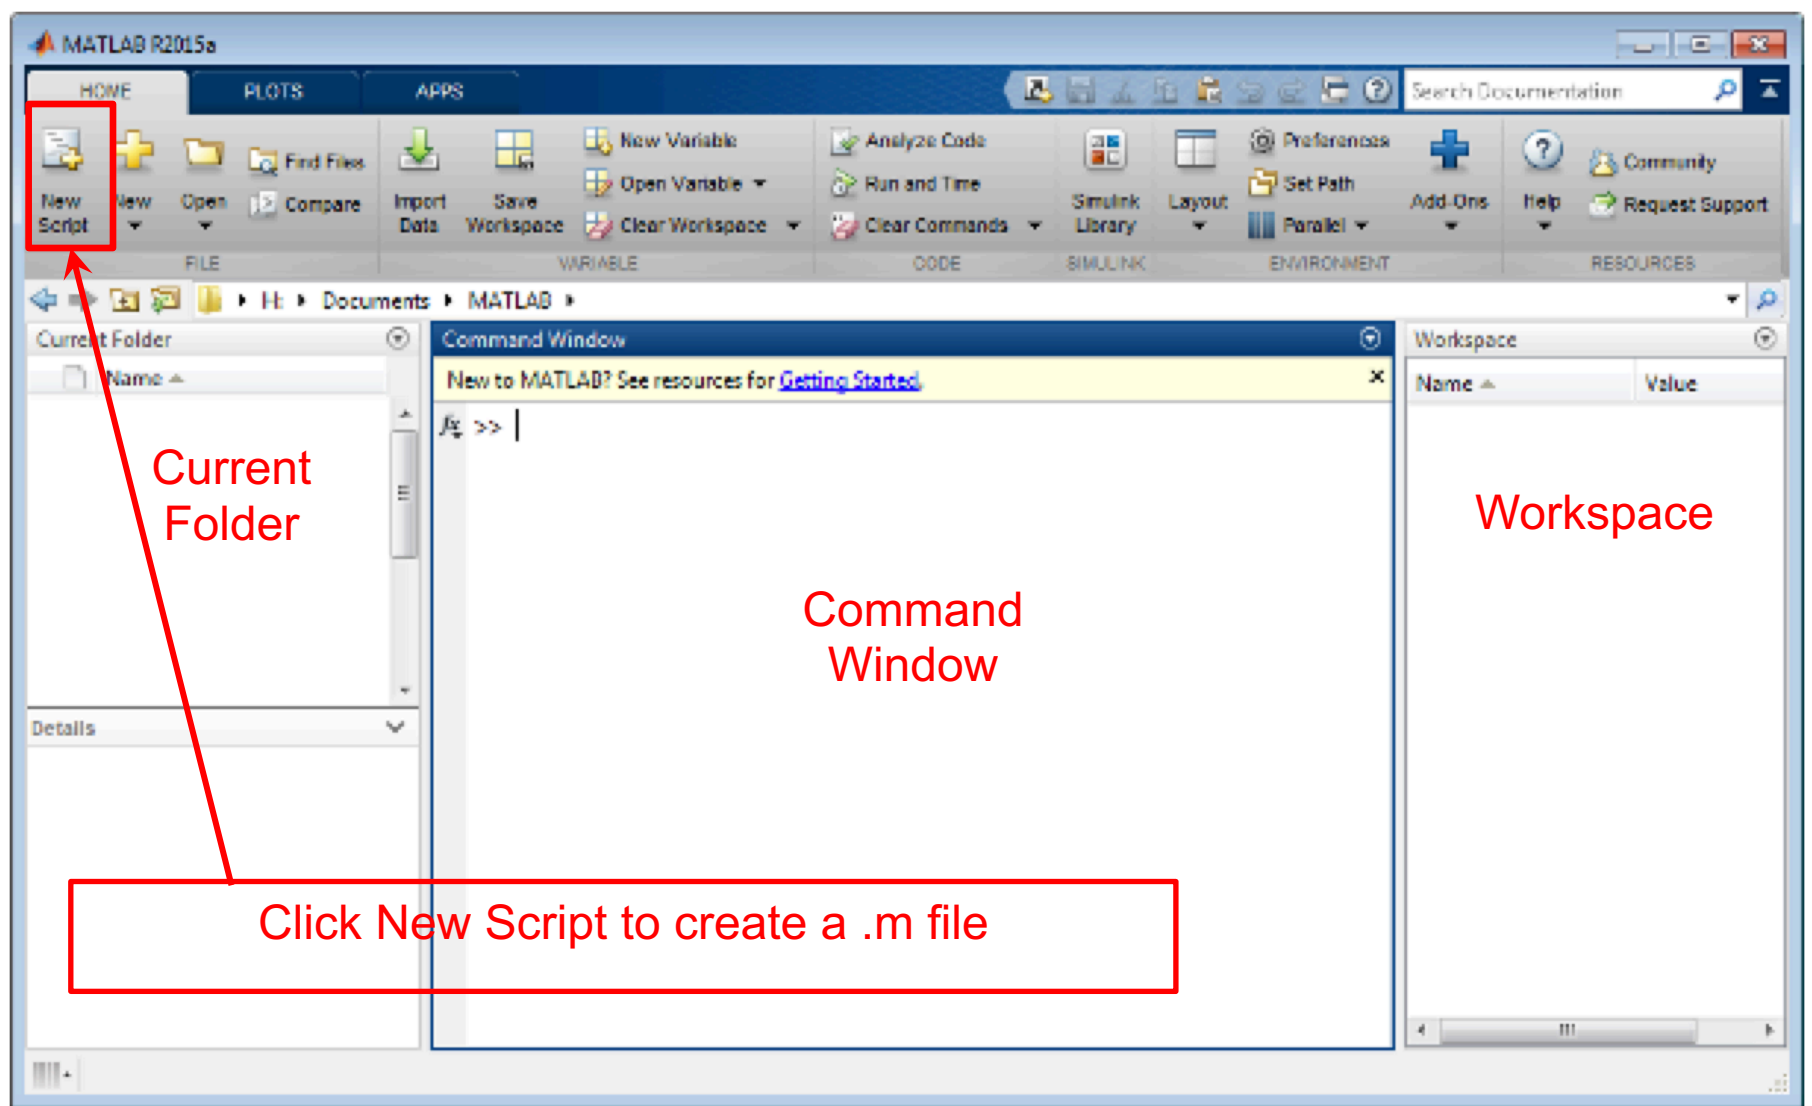 MATLAB R2015a
HOME PLOTS APPS
Search Documentation
New Script
New
Open
Find Files
Compare
Import Data
Save Workspace
New Variable
Open Variable
Clear Workspace
Analyze Code
Run and Time
Clear Commands
Simulink Library
Layout
Preferences
Set Path
Parallel
Add-Ons
Help
Community
Request Support
FILE VARIABLE CODE SIMULINK ENVIRONMENT RESOURCES
H: Documents MATLAB
Current Folder
Name
Command Window
New to MATLAB? See resources for Getting Started.
fx >>
Workspace
Name Value
Current
Folder
Command
Window
Workspace
Details
Click New Script to create a .m file